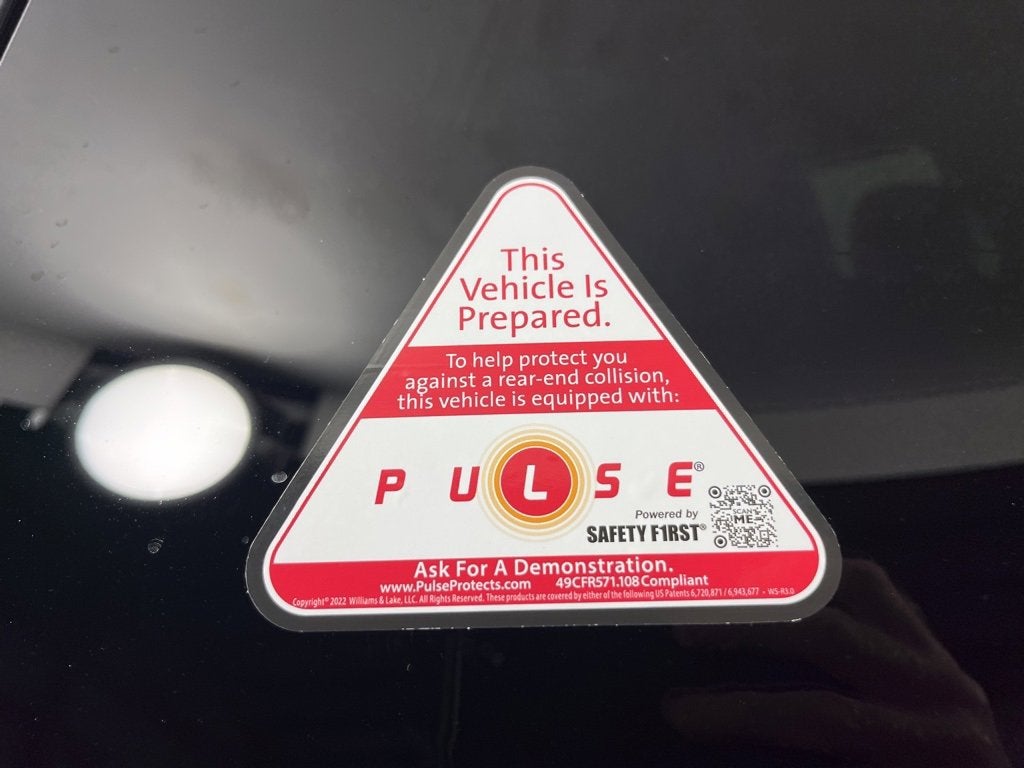 This
Vehicle Is
Prepared.
To help protect you
against a rear-end collision,
this vehicle is equipped with:
PULSE®
Powered by
SAFETY F1RST®
SCAN
ME
Ask For A Demonstration.
www.PulseProtects.com 49CFR571.108 Compliant
Copyright® 2022 Williams & Lake, LLC. All Rights Reserved. These products are covered by either of the following US Patents 6,720,871 / 6,943,677 - WS-R3.0